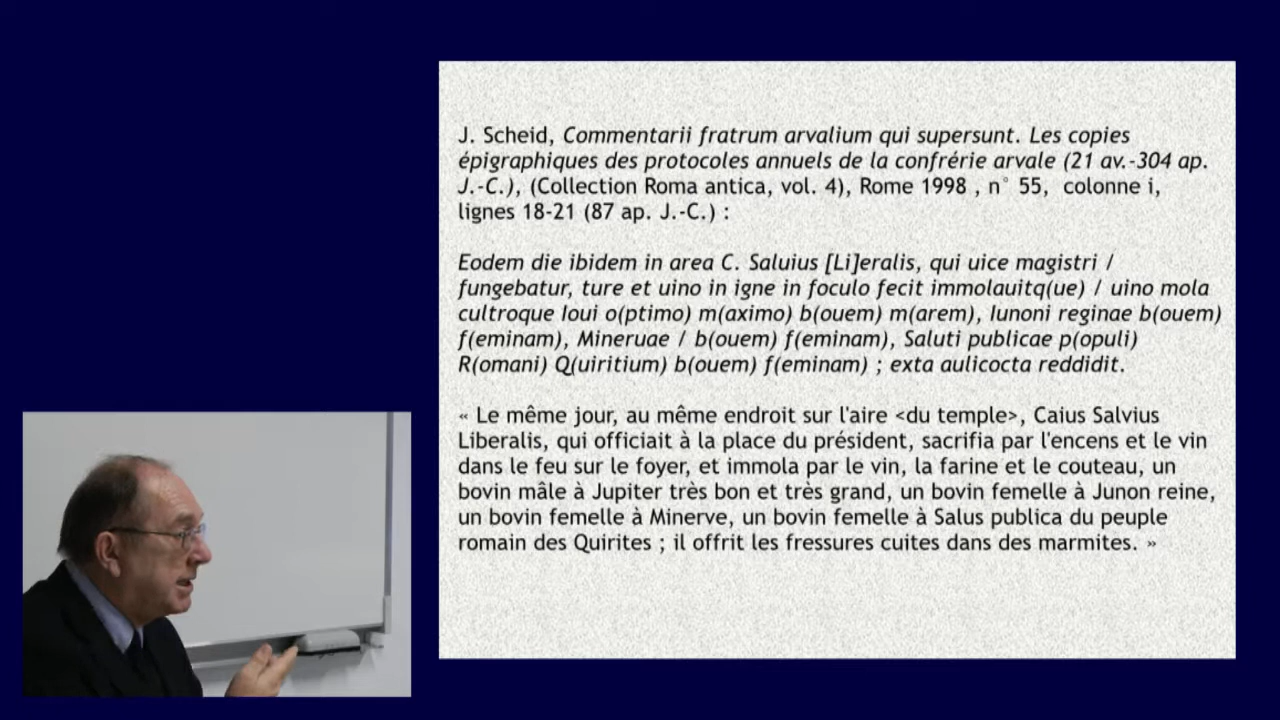 J. Scheid, Commentarii fratrum arvalium qui supersunt. Les copies
épigraphiques des protocoles annuels de la confrérie arvale (21 av.-304 ap.
J.-C.), (Collection Roma antica, vol. 4), Rome 1998 , n° 55, colonne i,
lignes 18-21 (87 ap. J.-C.) :
Eodem die ibidem in area C. Saluius [Li]eralis, qui uice magistri /
fungebatur, ture et uino in igne in foculo fecit immolauitq(ue) / uino mola
cultroque Ioui o(ptimo) m(aximo) b(ouem) m(arem), Iunoni reginae b(ouem)
f(eminam), Mineruae / b(ouem) f(eminam), Saluti publicae p(opuli)
R(omani) Q(uiritium) b(ouem) f(eminam) ; exta aulicocta reddidit.
« Le même jour, au même endroit sur l'aire <du temple>, Caius Salvius
Liberalis, qui officiait à la place du président, sacrifia par l'encens et le vin
dans le feu sur le foyer, et immola par le vin, la farine et le couteau, un
bovin mâle à Jupiter très bon et très grand, un bovin femelle à Junon reine,
un bovin femelle à Minerve, un bovin femelle à Salus publica du peuple
romain des Quirites ; il offrit les fressures cuites dans des marmites. »